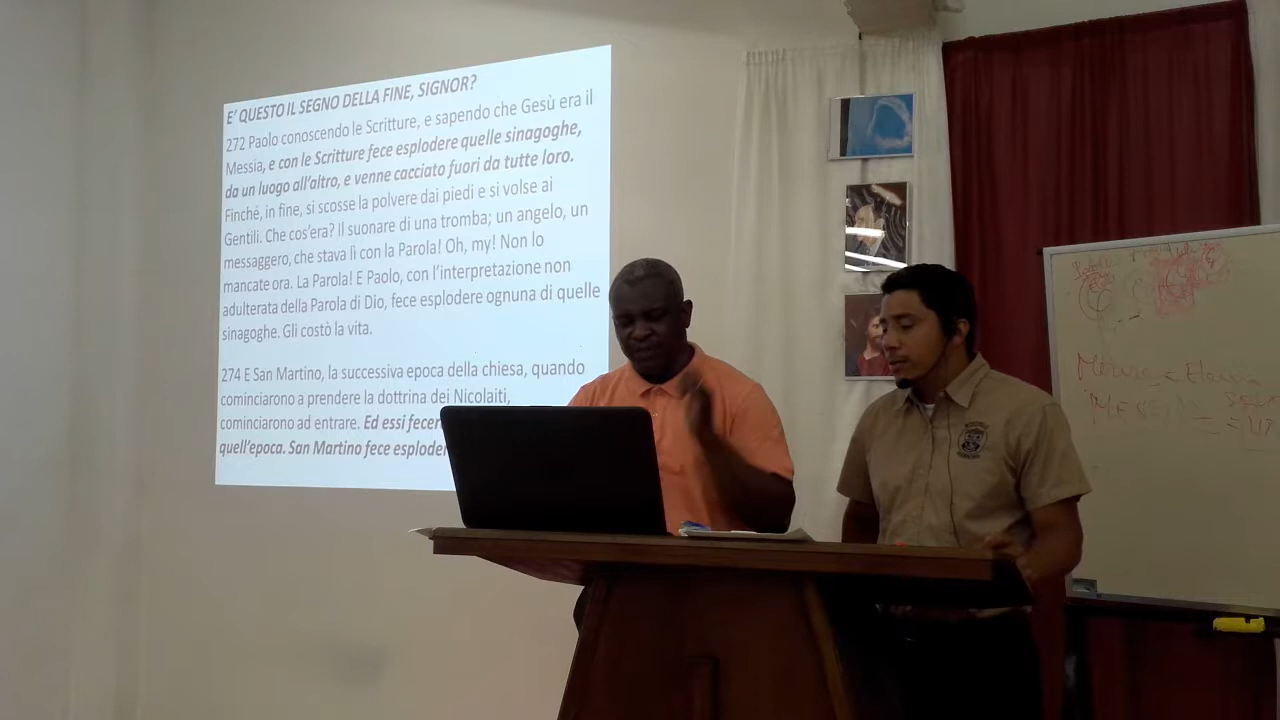 E’ QUESTO IL SEGNO DELLA FINE, SIGNOR?
272 Paolo conoscendo le Scritture, e sapendo che Gesù era il
Messia, e con le Scritture fece esplodere quelle sinagoghe,
da un luogo all’altro, e venne cacciato fuori da tutte loro.
Finché, in fine, si scosse la polvere dai piedi e si volse ai
Gentili. Che cos’era? Il suonare di una tromba; un angelo, un
messaggero, che stava lì con la Parola! Oh, my! Non lo
mancate ora. La Parola! E Paolo, con l’interpretazione non
adulterata della Parola di Dio, fece esplodere ognuna di quelle
sinagoghe. Gli costò la vita.
274 E San Martino, la successiva epoca della chiesa, quando
cominciarono a prendere la dottrina dei Nicolaiti,
cominciarono ad entrare. Ed essi fecer
quell’epoca. San Martino fece esploder